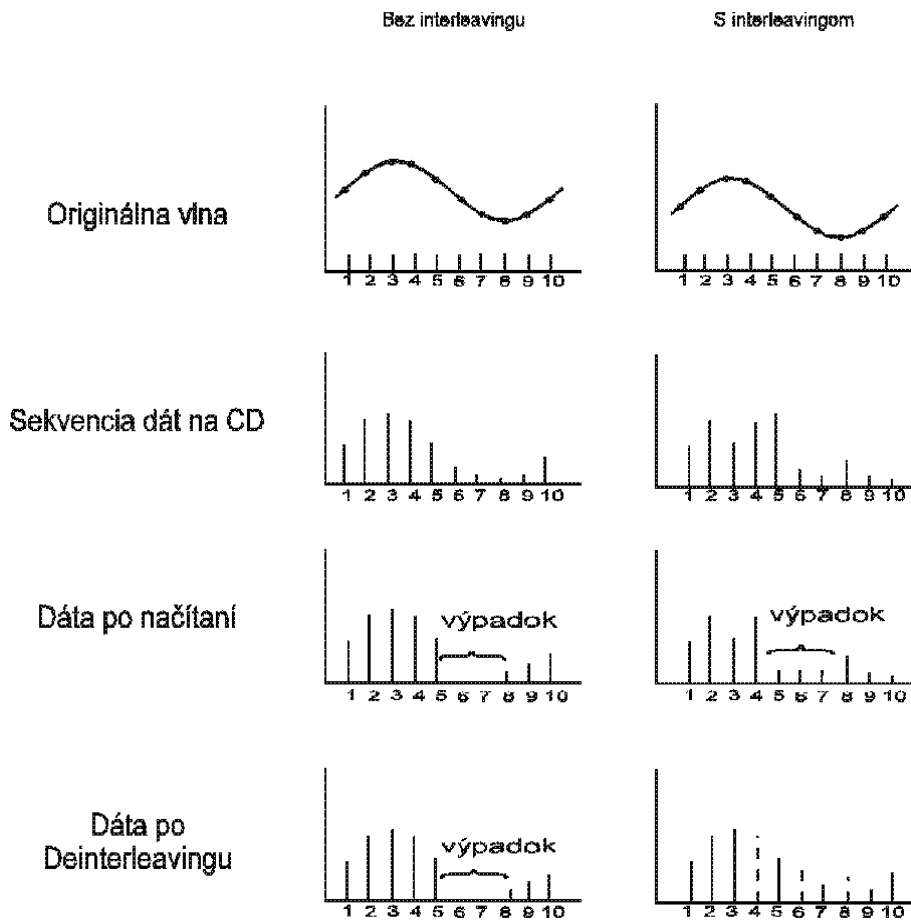 Bez interleavingu
S interleavingom
Originálna vlna
1 2 3 4 5 6 7 8 9 10
1 2 3 4 5 6 7 8 9 10
Sekvencia dát na CD
1 2 3 4 5 6 7 8 9 10
1 2 3 4 5 6 7 8 9 10
Dáta po načítaní
výpadok
1 2 3 4 5 6 7 8 9 10
výpadok
1 2 3 4 5 6 7 8 9 10
Dáta po
Deinterleavingu
výpadok
1 2 3 4 5 6 7 8 9 10
1 2 3 4 5 6 7 8 9 10